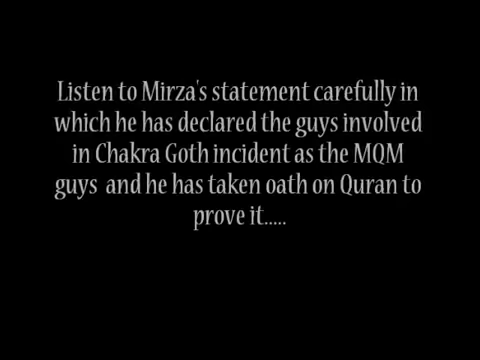 Listen to Mirza's statement carefully in
which he has declared the guys involved
in Chakra Goth incident as the MQM
guys and he has taken oath on Quran to
prove it.....